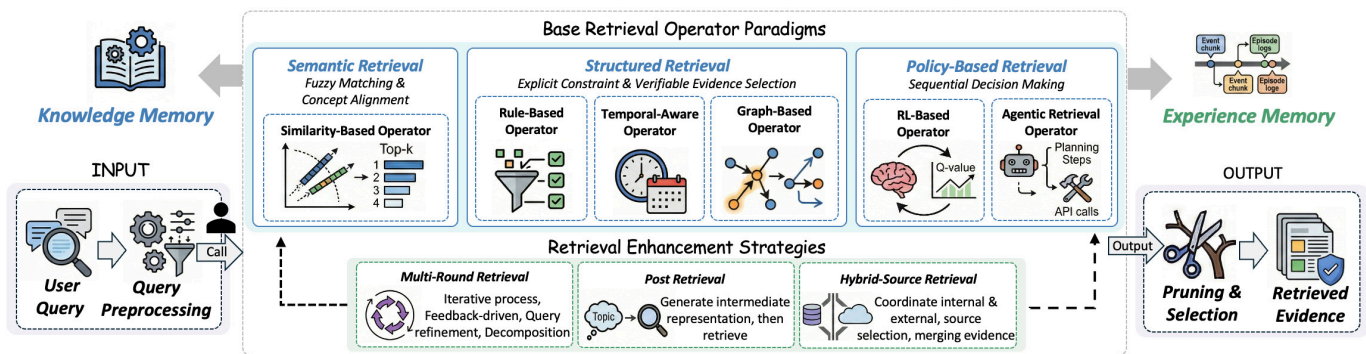 Base Retrieval Operator Paradigms
Knowledge Memory
Semantic Retrieval
Fuzzy Matching &
Concept Alignment
Similarity-Based Operator
Top-k
1
2
3
4
Structured Retrieval
Explicit Constraint & Verifiable Evidence Selection
Rule-Based
Operator
Temporal-Aware
Operator
Graph-Based
Operator
Policy-Based Retrieval
Sequential Decision Making
RL-Based
Operator
Q-value
Agentic Retrieval
Operator
Planning
Steps
API calls
Event
chunk
Episode
logs
Event
chunk
Episode
loge
Experience Memory
INPUT
User
Query
Query
Preprocessing
Call
Retrieval Enhancement Strategies
Multi-Round Retrieval
Iterative process,
Feedback-driven, Query
refinement, Decomposition
Post Retrieval
Topic
Generate intermediate
representation, then
retrieve
Hybrid-Source Retrieval
Coordinate internal &
external, source
selection, merging evidence
OUTPUT
Output
Pruning &
Selection
Retrieved
Evidence